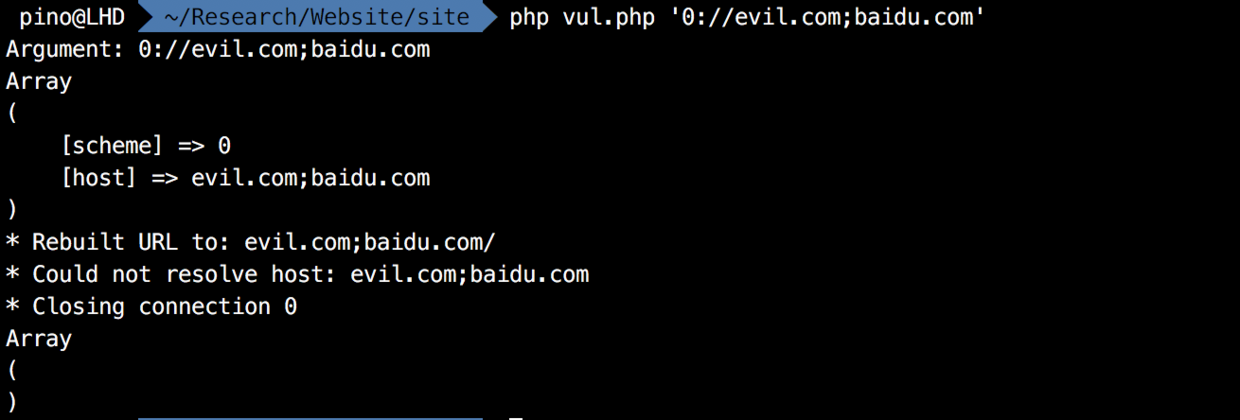 pino@LHD ~/Research/Website/site php vul.php '0://evil.com;baidu.com'
Argument: 0://evil.com;baidu.com
Array
(
    [scheme] => 0
    [host] => evil.com;baidu.com
)
* Rebuilt URL to: evil.com;baidu.com/
* Could not resolve host: evil.com;baidu.com
* Closing connection 0
Array
(
)